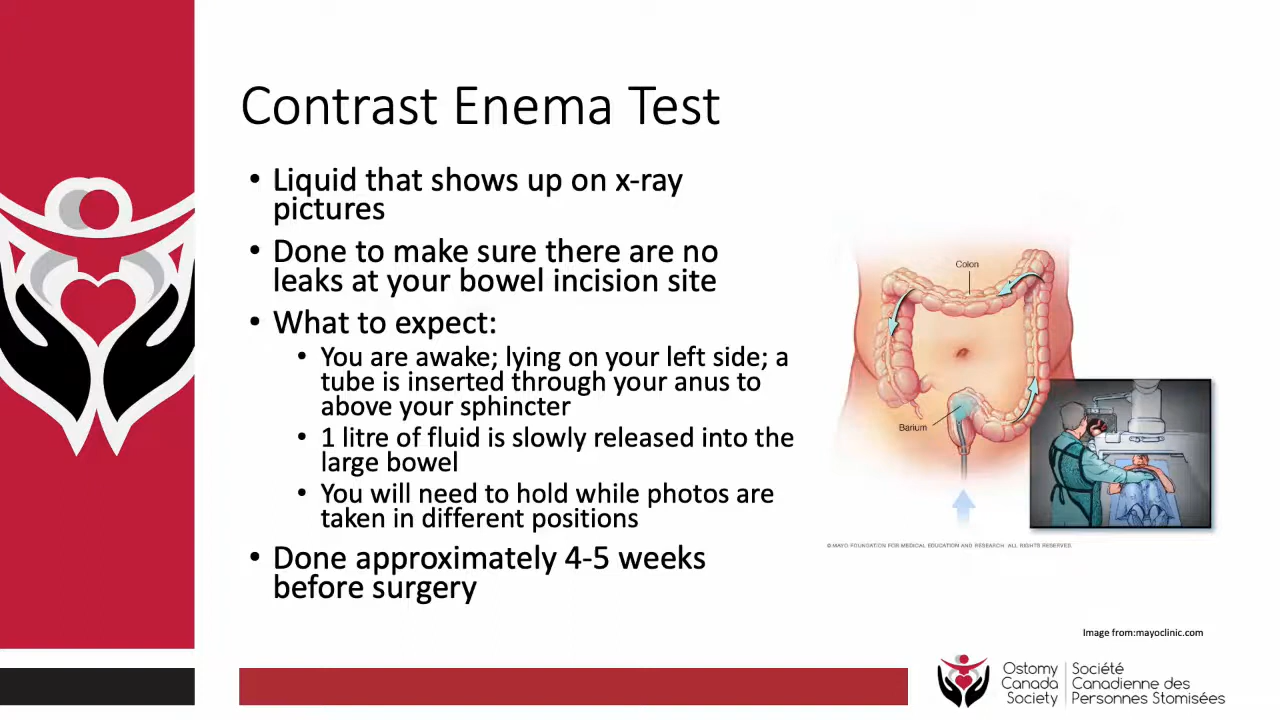 Contrast Enema Test
• Liquid that shows up on x-ray
pictures
• Done to make sure there are no
leaks at your bowel incision site
• What to expect:
• You are awake; lying on your left side; a
tube is inserted through your anus to
above your sphincter
• 1 litre of fluid is slowly released into the
large bowel
• You will need to hold while photos are
taken in different positions
• Done approximately 4-5 weeks
before surgery
Colon
Barium
© MAYO FOUNDATION FOR MEDICAL EDUCATION AND RESEARCH. ALL RIGHTS RESERVED.
Image from:mayoclinic.com
Ostomy
Canada
Society
Société
Canadienne des
Personnes Stomisées